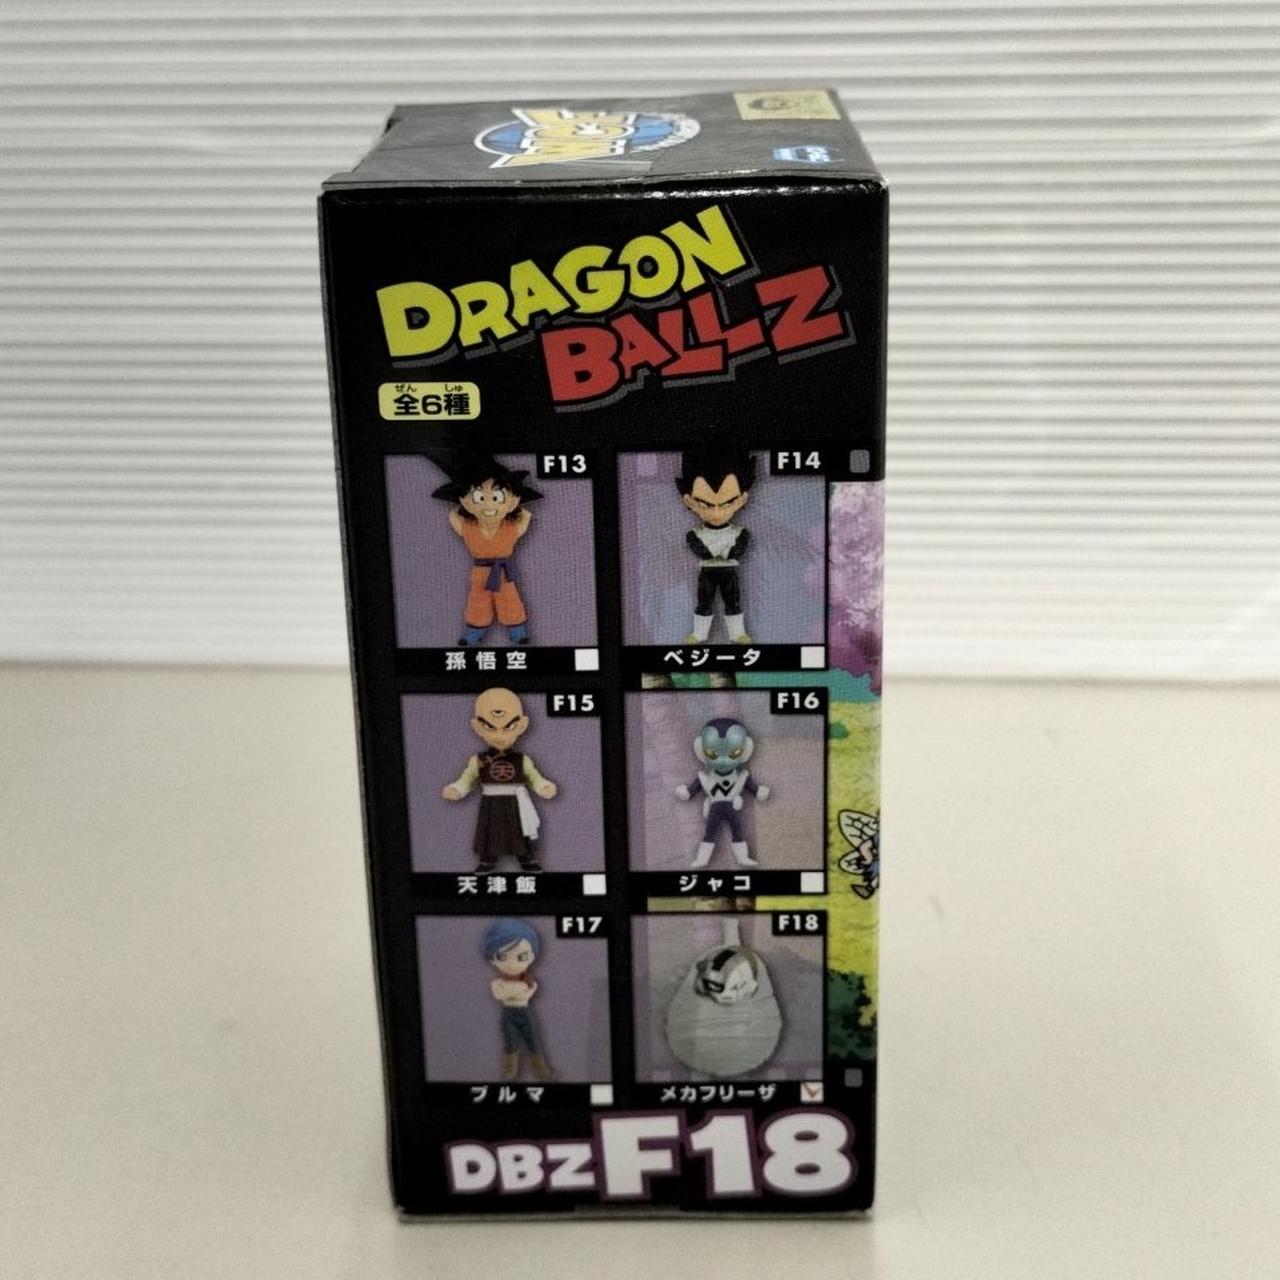 WCF
DRAGON
BALL Z
ぜん しゅ
全6種
F13
F14
孫悟空
ベジータ
F15
F16
天津飯
ジャコ
F17
F18
ブルマ
メカフリーザ
DBZ F18